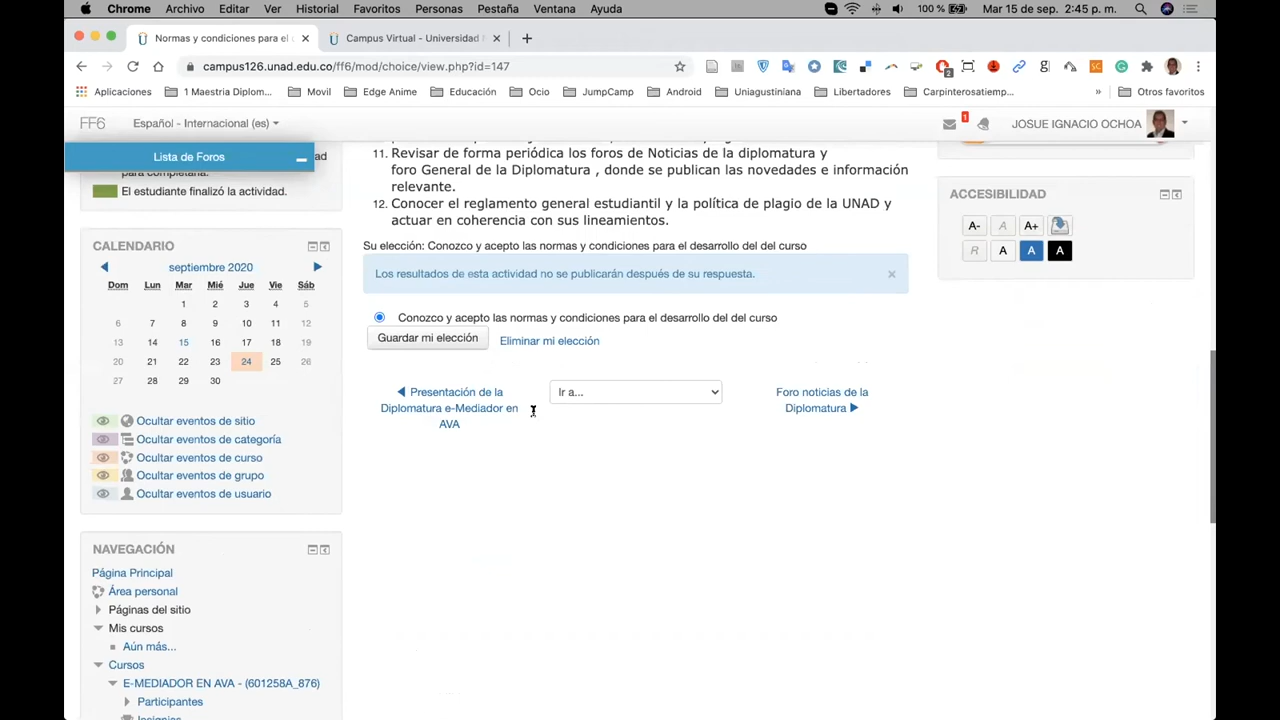 Chrome Archivo Editar Ver Historial Favoritos Personas Pestaña Ventana Ayuda 100 % Mar 15 de sep. 2:45 p. m.
Normas y condiciones para el Campus Virtual - Universidad
campus126.unad.edu.co/ff6/mod/choice/view.php?id=147
Aplicaciones 1 Maestria Diplom... Movil Edge Anime Educación Ocio JumpCamp Android Uniagustiniana Libertadores Carpinterosatiemp... » Otros favoritos
FF6 Español - Internacional (es) 1 JOSUE IGNACIO OCHOA
Lista de Foros
para completarla.
El estudiante finalizó la actividad.
11. Revisar de forma periódica los foros de Noticias de la diplomatura y
foro General de la Diplomatura , donde se publican las novedades e información
relevante.
12. Conocer el reglamento general estudiantil y la política de plagio de la UNAD y
actuar en coherencia con sus lineamientos.
Su elección: Conozco y acepto las normas y condiciones para el desarrollo del del curso
Los resultados de esta actividad no se publicarán después de su respuesta. ×
Conozco y acepto las normas y condiciones para el desarrollo del del curso
Guardar mi elección Eliminar mi elección
◀ Presentación de la
Diplomatura e-Mediador en
AVA
Ir a...
Foro noticias de la
Diplomatura ▶
ACCESIBILIDAD
A- A A+
R A A A
CALENDARIO
septiembre 2020
Dom Lun Mar Mié Jue Vie Sáb
1 2 3 4 5
6 7 8 9 10 11 12
13 14 15 16 17 18 19
20 21 22 23 24 25 26
27 28 29 30
Ocultar eventos de sitio
Ocultar eventos de categoría
Ocultar eventos de curso
Ocultar eventos de grupo
Ocultar eventos de usuario
NAVEGACIÓN
Página Principal
Área personal
Páginas del sitio
Mis cursos
Aún más...
Cursos
E-MEDIADOR EN AVA - (601258A_876)
Participantes
Insignias